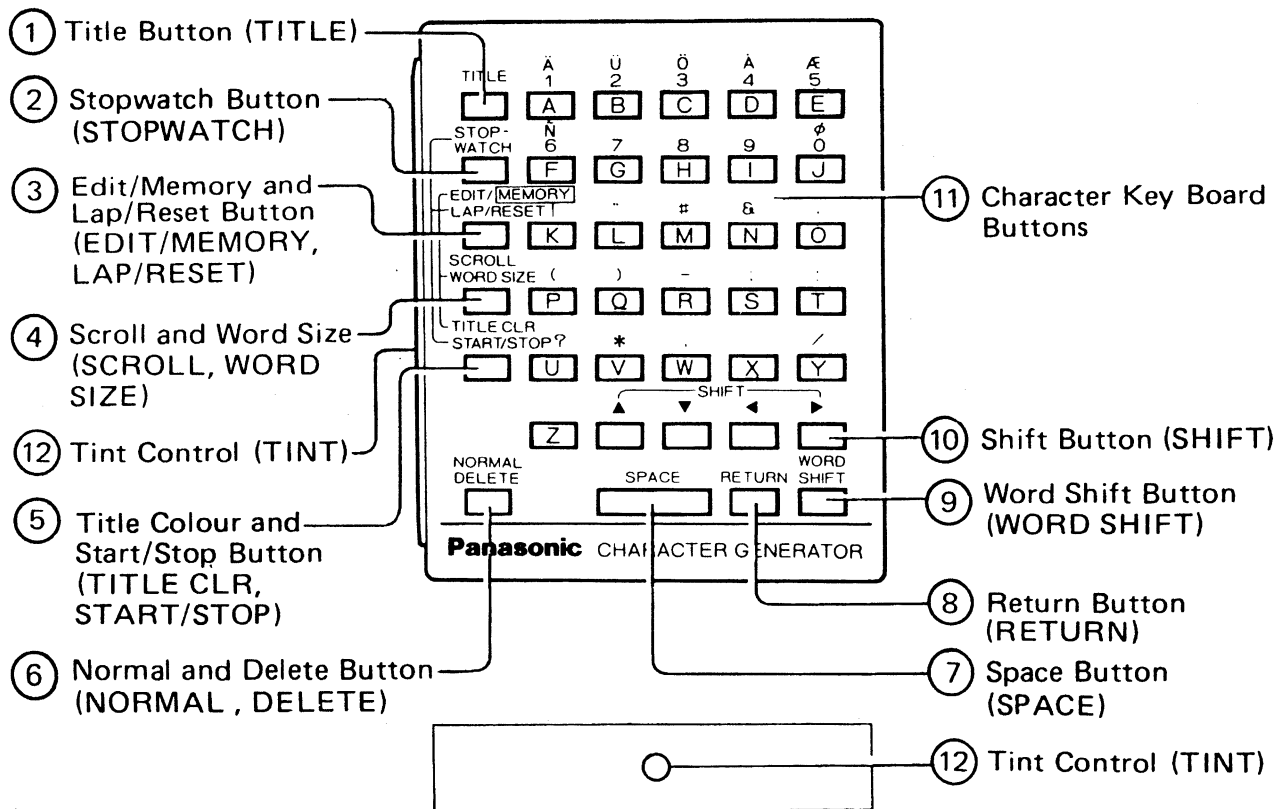 1 Title Button (TITLE)
2 Stopwatch Button
(STOPWATCH)
3 Edit/Memory and
Lap/Reset Button
(EDIT/MEMORY,
LAP/RESET)
4 Scroll and Word Size
(SCROLL, WORD
SIZE)
12 Tint Control (TINT)
5 Title Colour and
Start/Stop Button
(TITLE CLR,
START/STOP)
6 Normal and Delete Button
(NORMAL , DELETE)
Ä Ü Ö À Æ
TITLE 1 2 3 4 5
A B C D E
STOP- Ñ Ø
WATCH 6 7 8 9 0
F G H I J
EDIT/MEMORY
LAP/RESET ! ¨ # & .
K L M N O
SCROLL
WORD SIZE ( ) – . :
P Q R S T
TITLE CLR
START/STOP ? * . /
U V W X Y
SHIFT
▲ ▼ ◄ ►
Z
NORMAL WORD
DELETE SPACE RETURN SHIFT
Panasonic CHARACTER GENERATOR
11 Character Key Board
Buttons
10 Shift Button (SHIFT)
9 Word Shift Button
(WORD SHIFT)
8 Return Button
(RETURN)
7 Space Button
(SPACE)
12 Tint Control (TINT)